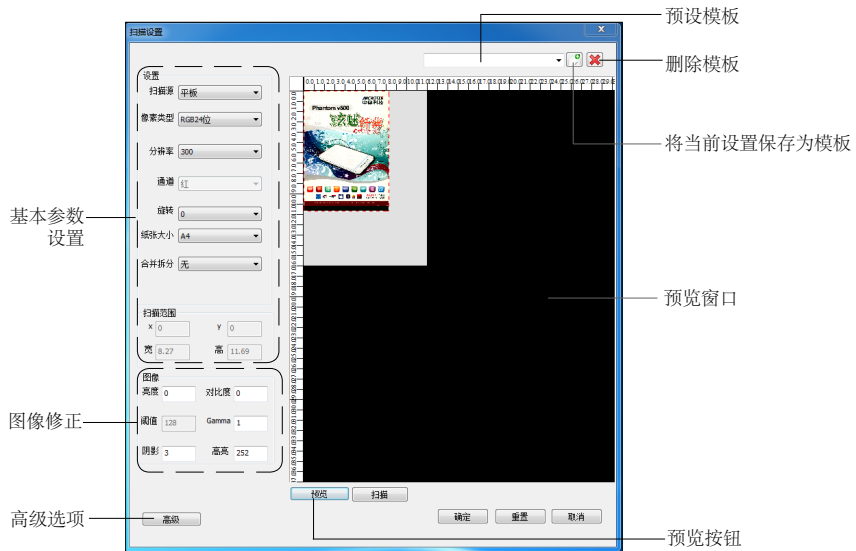 预设模板
扫描设置
删除模板
设置
扫描源 平板
像素类型 RGB24位
Phantom v800
将当前设置保存为模板
分辨率 300
通道 红
旋转 0
基本参数
设置
纸张大小 A4
合并拆分 无
预览窗口
扫描范围
x 0 y 0
宽 8.27 高 11.69
图像
亮度 0 对比度 0
图像修正
阈值 128 Gamma 1
阴影 3 高亮 252
预览 扫描
高级选项
高级
确定 重置 取消
预览按钮